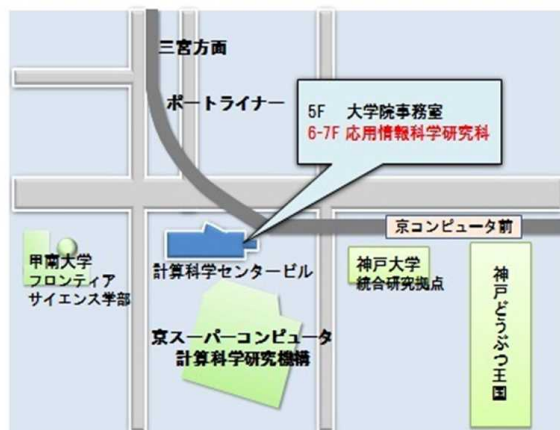 三宮方面
ポートライナー
5F 大学院事務室
6-7F 応用情報科学研究科
京コンピュータ前
甲南大学
フロンティア
サイエンス学部
計算科学センタービル
神戸大学
統合研究拠点
神戸どうぶつ王国
京スーパーコンピュータ
計算科学研究機構